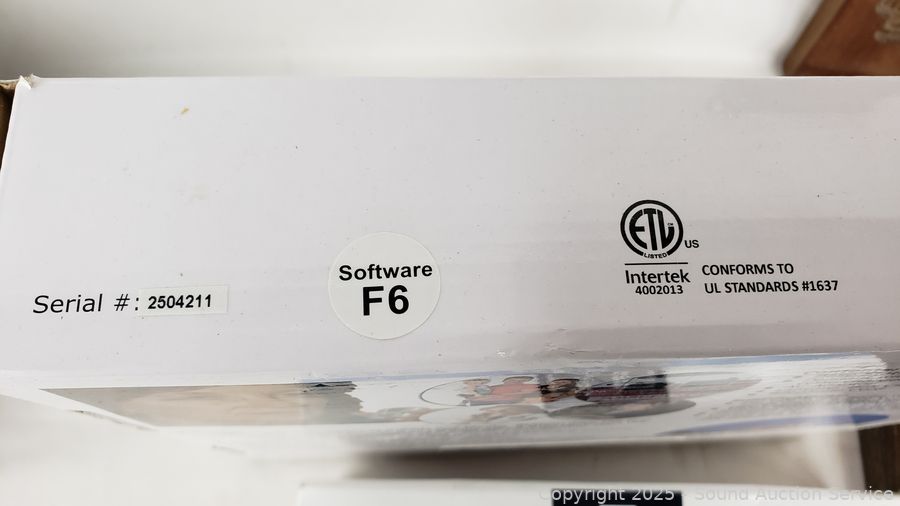 Serial #: 2504211
Software
F6
ETL
LISTED
US
Intertek
4002013
CONFORMS TO
UL STANDARDS #1637
Copyright 2025 - Sound Auction Service